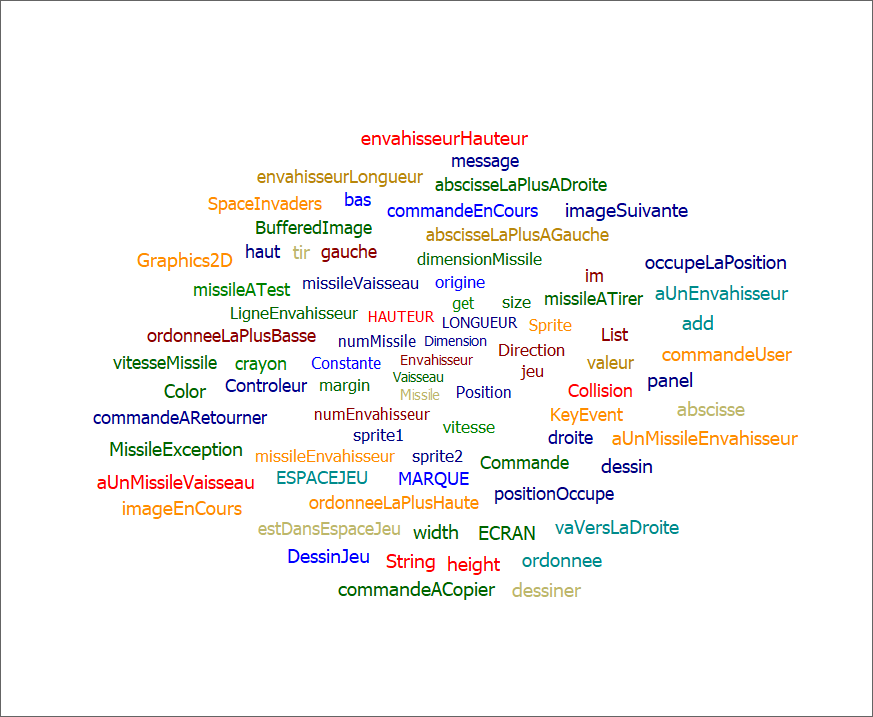 envahisseurHauteur
message
envahisseurLongueur abscisseLaPlusADroite
SpaceInvaders bas commandeEnCours imageSuivante
BufferedImage abscisseLaPlusAGauche
Graphics2D haut tir gauche dimensionMissile occupeLaPosition
missileATest missileVaisseau origine im aUnEnvahisseur
LigneEnvahisseur get size missileATirer
HAUTEUR LONGUEUR Sprite add
ordonneeLaPlusBasse numMissile Dimension Direction List commandeUser
vitesseMissile crayon Constante Envahisseur jeu valeur
Color Controleur margin Vaisseau Missile Position Collision panel
commandeARetourner numEnvahisseur vitesse KeyEvent abscisse
MissileException sprite1 droite aUnMissileEnvahisseur
missileEnvahisseur sprite2 Commande dessin
aUnMissileVaisseau ESPACEJEU MARQUE positionOccupe
imageEnCours ordonneeLaPlusHaute
estDansEspaceJeu width ECRAN vaVersLaDroite
DessinJeu String height ordonnee
commandeACopier dessiner